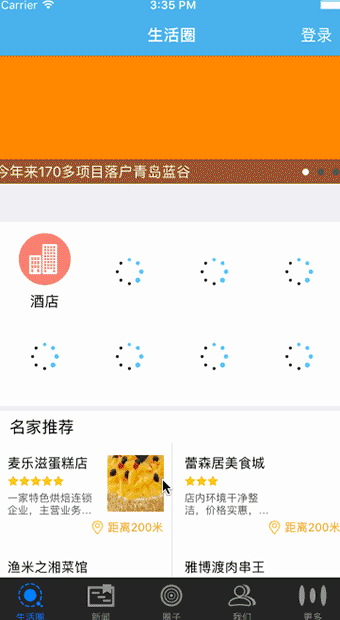 Carrier 3:35 PM
生活圈 登录
今年来170多项目落户青岛蓝谷
酒店
名家推荐
麦乐滋蛋糕店
一家特色烘焙连锁
企业，主营业务...
距离200米
蕾森居美食城
店内环境干净整
洁，价格实惠，...
距离200米
渔米之湘菜馆
雅博渡肉串王
生活圈 新闻 圈子 我们 更多